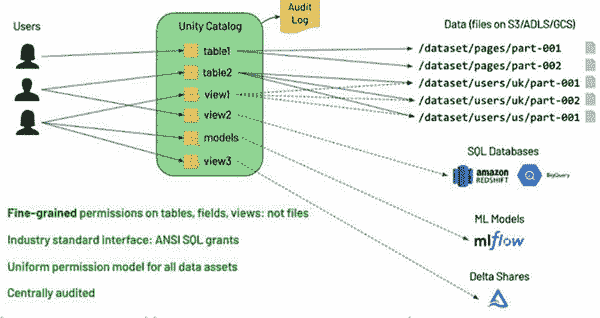 Users
Unity Catalog
Audit
Log
Data (files on S3/ADLS/GCS)
table1
table2
view1
view2
models
view3
/dataset/pages/part-001
/dataset/pages/part-002
/dataset/users/uk/part-001
/dataset/users/uk/part-002
/dataset/users/us/part-001
SQL Databases
amazon
REDSHIFT
BigQuery
ML Models
mlflow
Delta Shares
Fine-grained permissions on tables, fields, views: not files
Industry standard interface: ANSI SQL grants
Uniform permission model for all data assets
Centrally audited